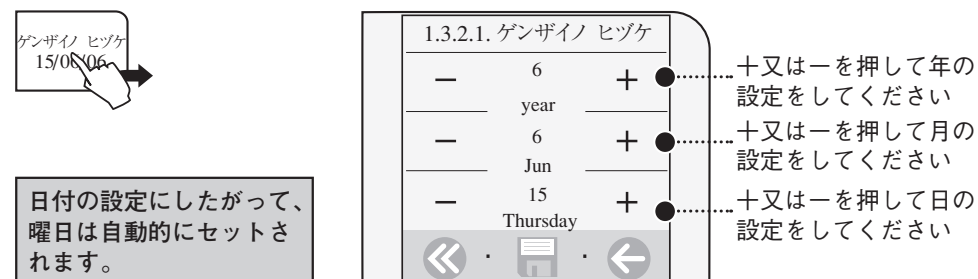 ゲンザイノ ヒヅケ
15/06/06
日付の設定にしたがって、
曜日は自動的にセットさ
れます。
1.3.2.1. ゲンザイノ ヒヅケ
− 6 +
year
− 6 +
Jun
− 15 +
Thursday
十又は一を押して年の
設定をしてください
十又は一を押して月の
設定をしてください
十又は一を押して日の
設定をしてください